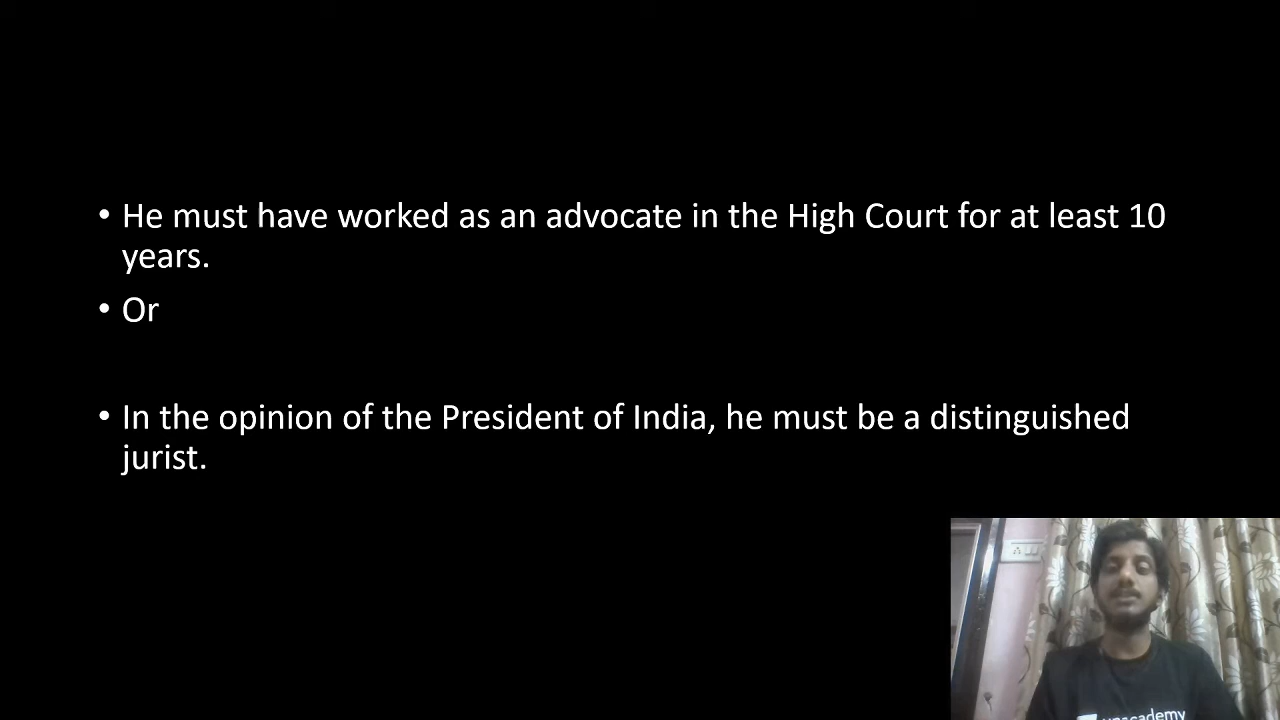 • He must have worked as an advocate in the High Court for at least 10
years.
• Or
• In the opinion of the President of India, he must be a distinguished
jurist.
unacademy